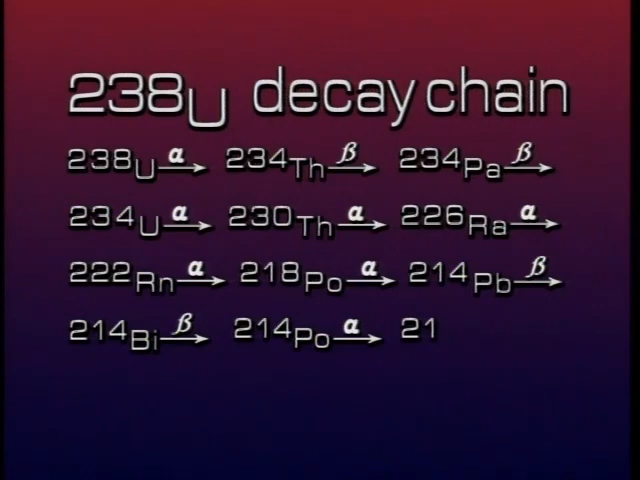 238U decay chain
238U α→ 234Th β→ 234Pa β→
234U α→ 230Th α→ 226Ra α→
222Rn α→ 218Po α→ 214Pb β→
214Bi β→ 214Po α→ 21